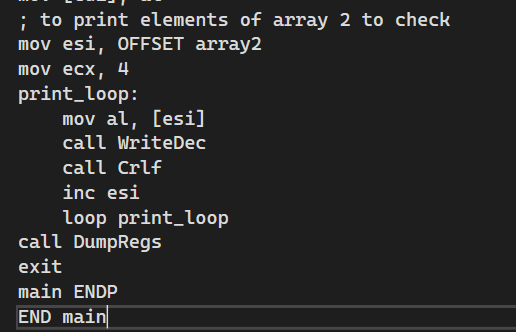 ; to print elements of array 2 to check
mov esi, OFFSET array2
mov ecx, 4
print_loop:
    mov al, [esi]
    call WriteDec
    call Crlf
    inc esi
    loop print_loop
call DumpRegs
exit
main ENDP
END main